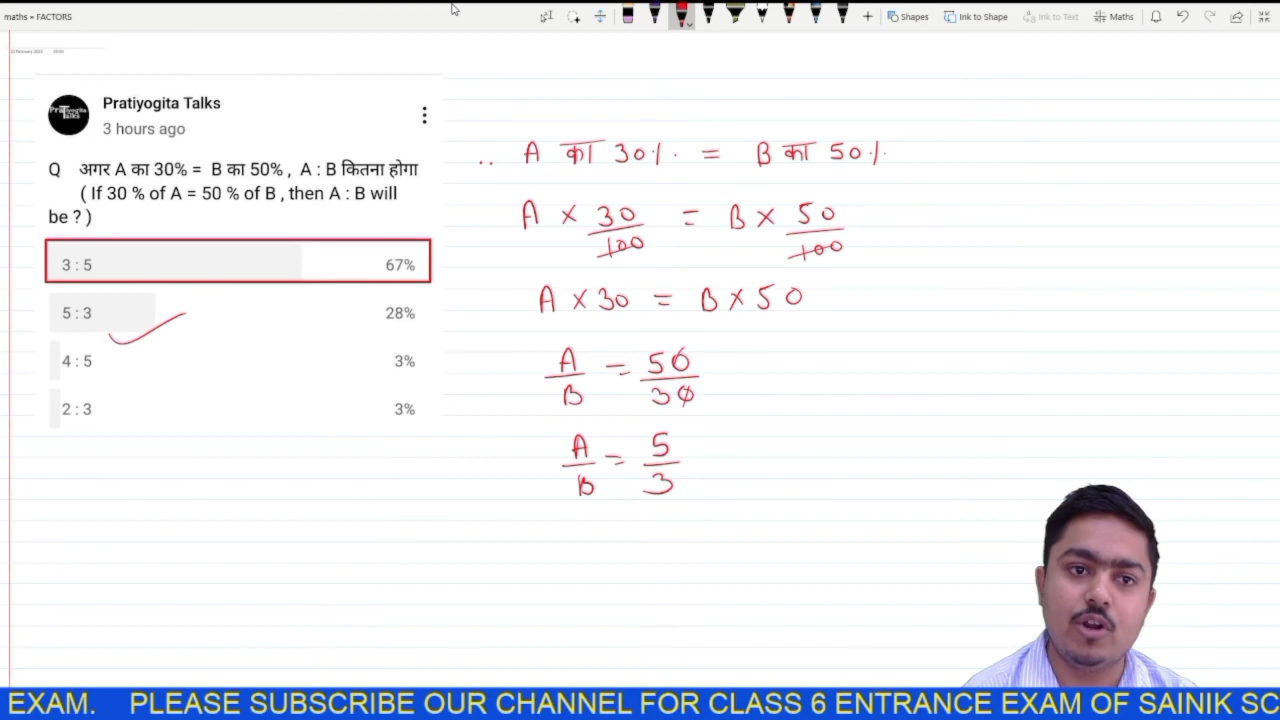 maths » FACTORS
Shapes
Ink to Shape
Ink to Text
Maths
Pratiyogita Talks
3 hours ago
Q अगर A का 30% = B का 50% , A : B कितना होगा
( If 30 % of A = 50 % of B , then A : B will
be ? )
3 : 5 67%
5 : 3 28%
4 : 5 3%
2 : 3 3%
.. A का 30% = B का 50%
A × 30/100 = B × 50/100
A × 30 = B × 50
A/B = 50/30
A/B = 5/3
EXAM. PLEASE SUBSCRIBE OUR CHANNEL FOR CLASS 6 ENTRANCE EXAM OF SAINIK SC